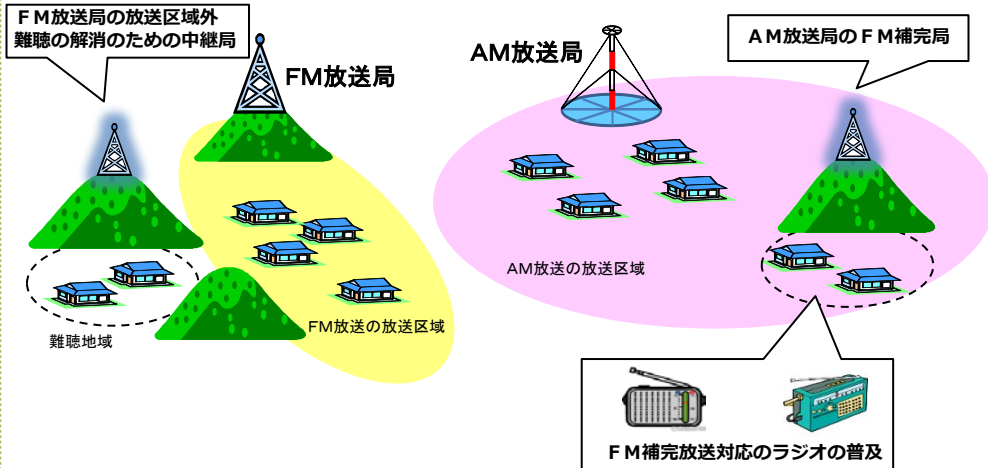 ＦＭ放送局の放送区域外
難聴の解消のための中継局
FM放送局
難聴地域
FM放送の放送区域
AM放送局
ＡＭ放送局のＦＭ補完局
AM放送の放送区域
ＦＭ補完放送対応のラジオの普及